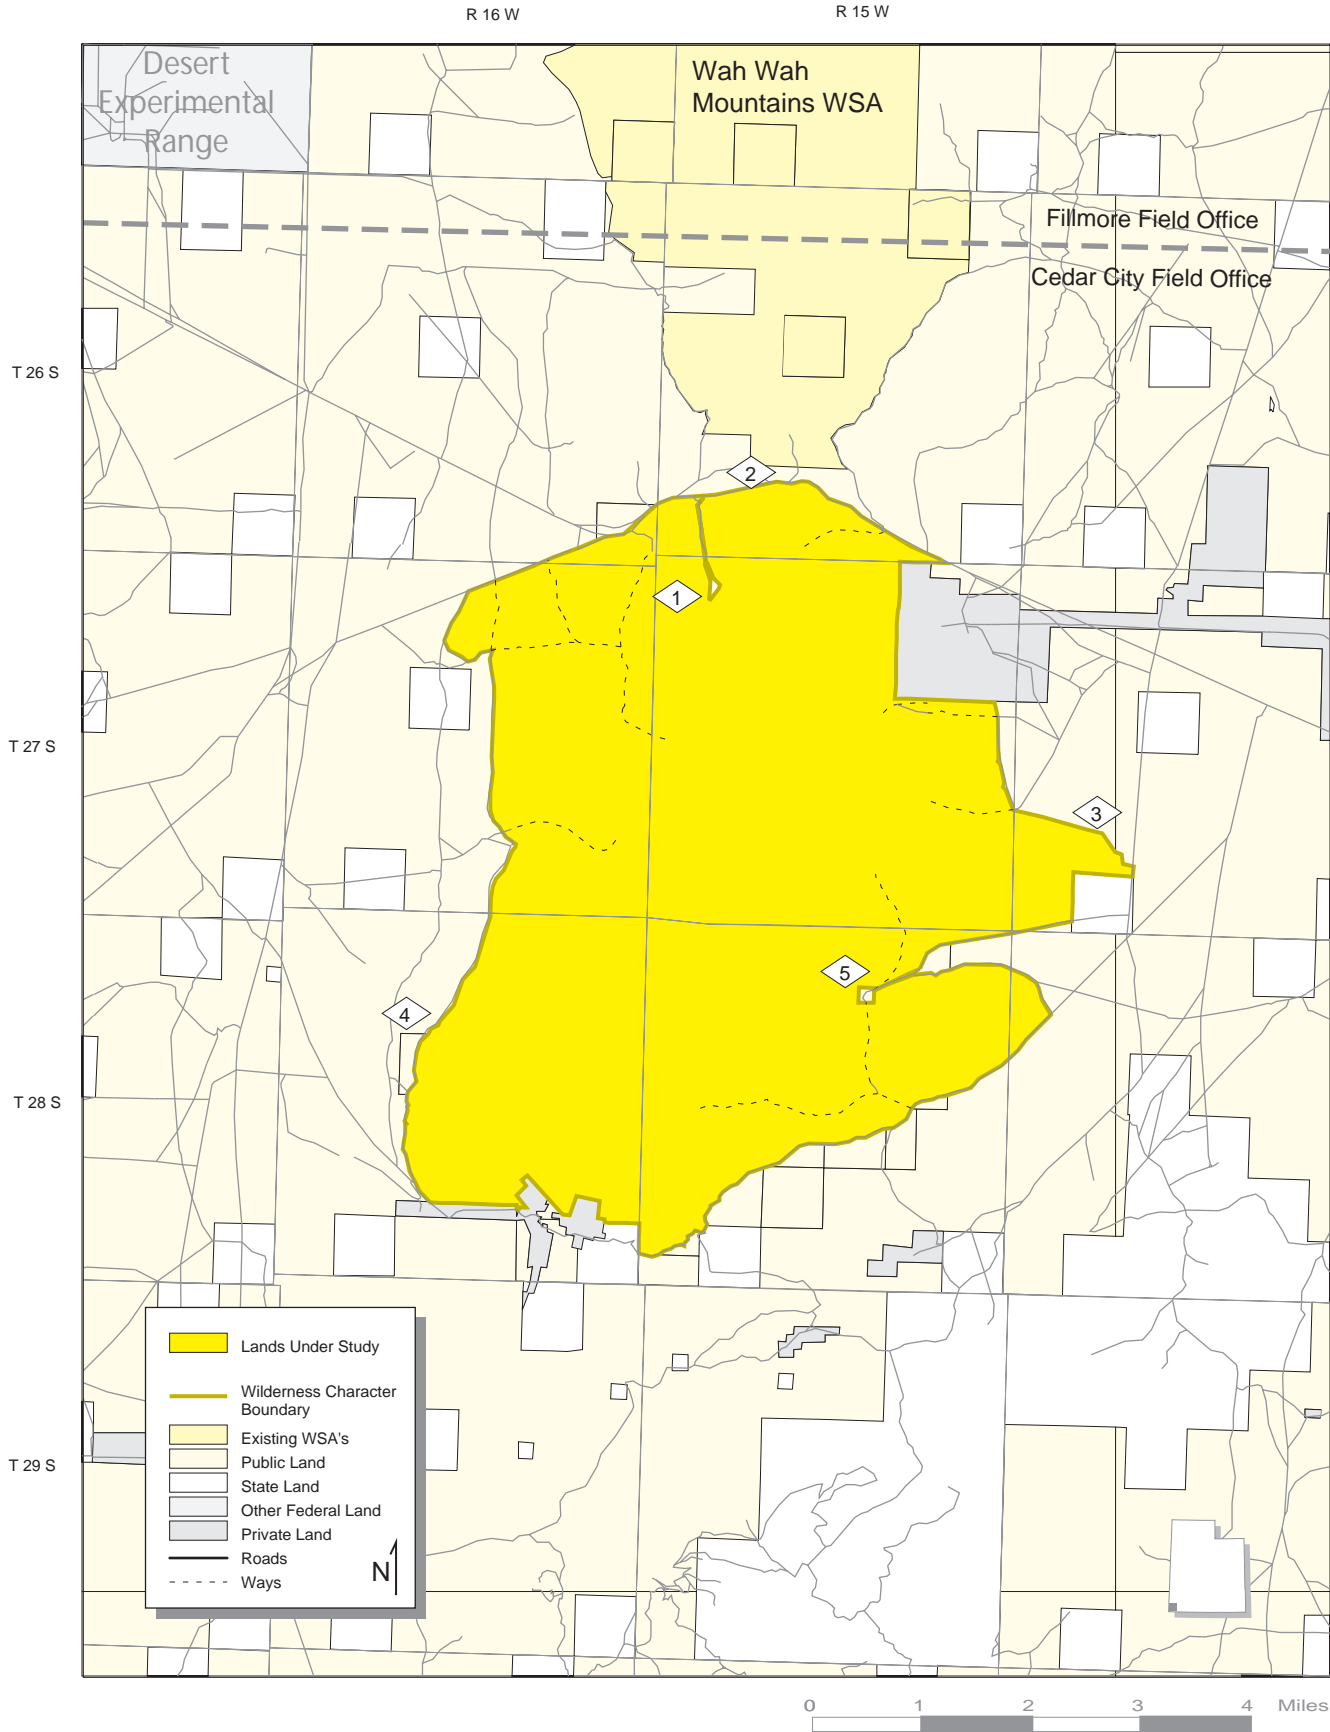 R 16 W
R 15 W
Desert
Experimental
Range
Wah Wah
Mountains WSA
Fillmore Field Office
Cedar City Field Office
T 26 S
2
1
T 27 S
3
5
4
T 28 S
Lands Under Study
Wilderness Character
Boundary
Existing WSA's
Public Land
State Land
Other Federal Land
Private Land
Roads
Ways
N
T 29 S
0 1 2 3 4 Miles